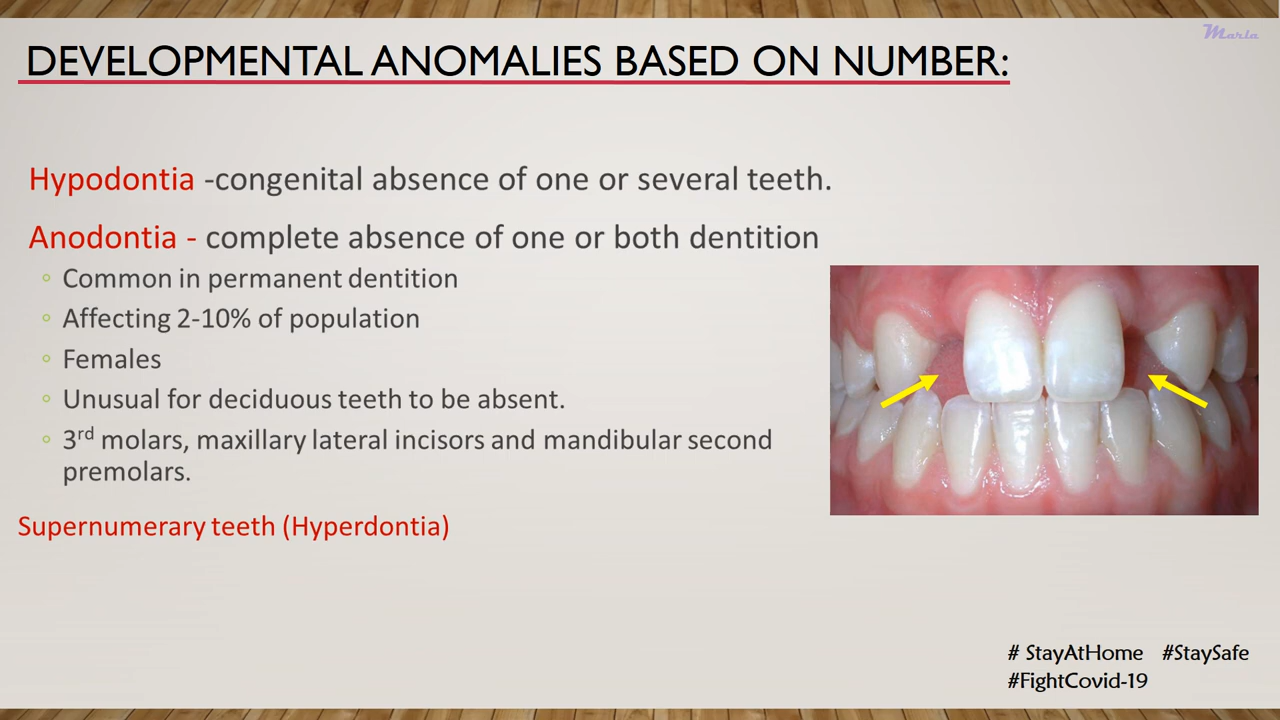 Marla
DEVELOPMENTAL ANOMALIES BASED ON NUMBER:
Hypodontia -congenital absence of one or several teeth.
Anodontia - complete absence of one or both dentition
◦ Common in permanent dentition
◦ Affecting 2-10% of population
◦ Females
◦ Unusual for deciduous teeth to be absent.
◦ 3rd molars, maxillary lateral incisors and mandibular second
premolars.
Supernumerary teeth (Hyperdontia)
# StayAtHome #StaySafe
#FightCovid-19